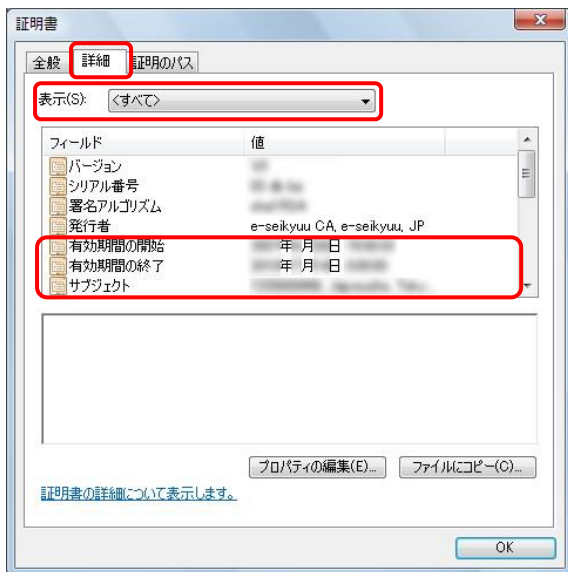 証明書
全般 詳細 証明のパス
表示(S): <すべて>
フィールド 値
バージョン
シリアル番号
署名アルゴリズム
発行者 e-seikyuu CA, e-seikyuu, JP
有効期間の開始 年 月 日
有効期間の終了 年 月 日
サブジェクト
プロパティの編集(E)... ファイルにコピー(C)...
証明書の詳細について表示します。
OK